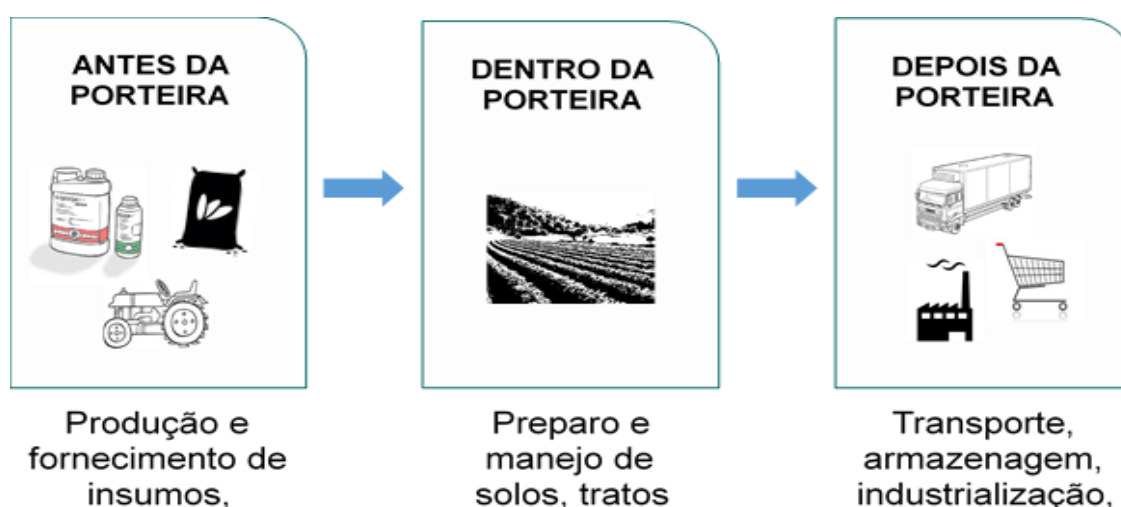 ANTES DA
PORTEIRA
Produção e
fornecimento de
insumos,
DENTRO DA
PORTEIRA
Preparo e
manejo de
solos, tratos
DEPOIS DA
PORTEIRA
Transporte,
armazenagem,
industrialização,